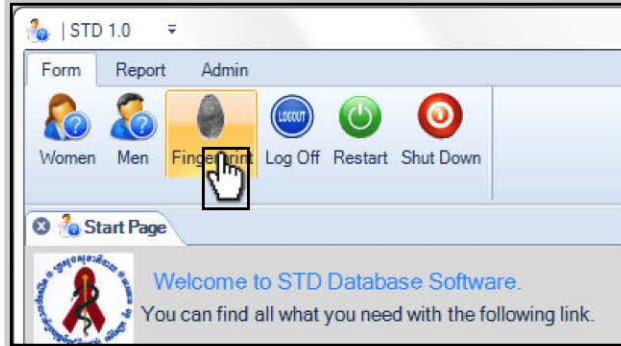 | STD 1.0
Form Report Admin
Women Men Fingerprint Log Off Restart Shut Down
LOGOUT
Start Page
Welcome to STD Database Software.
You can find all what you need with the following link.